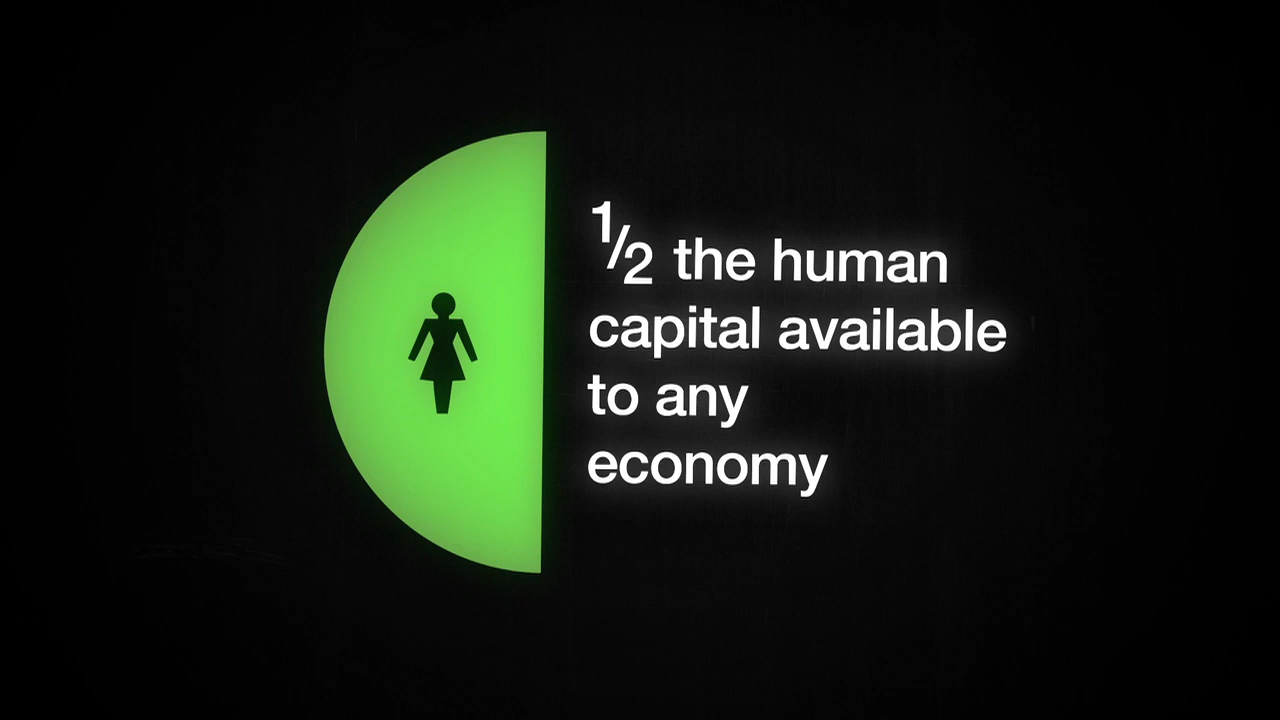 ½ the human
capital available
to any
economy